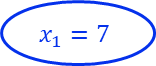 x₁ = 7